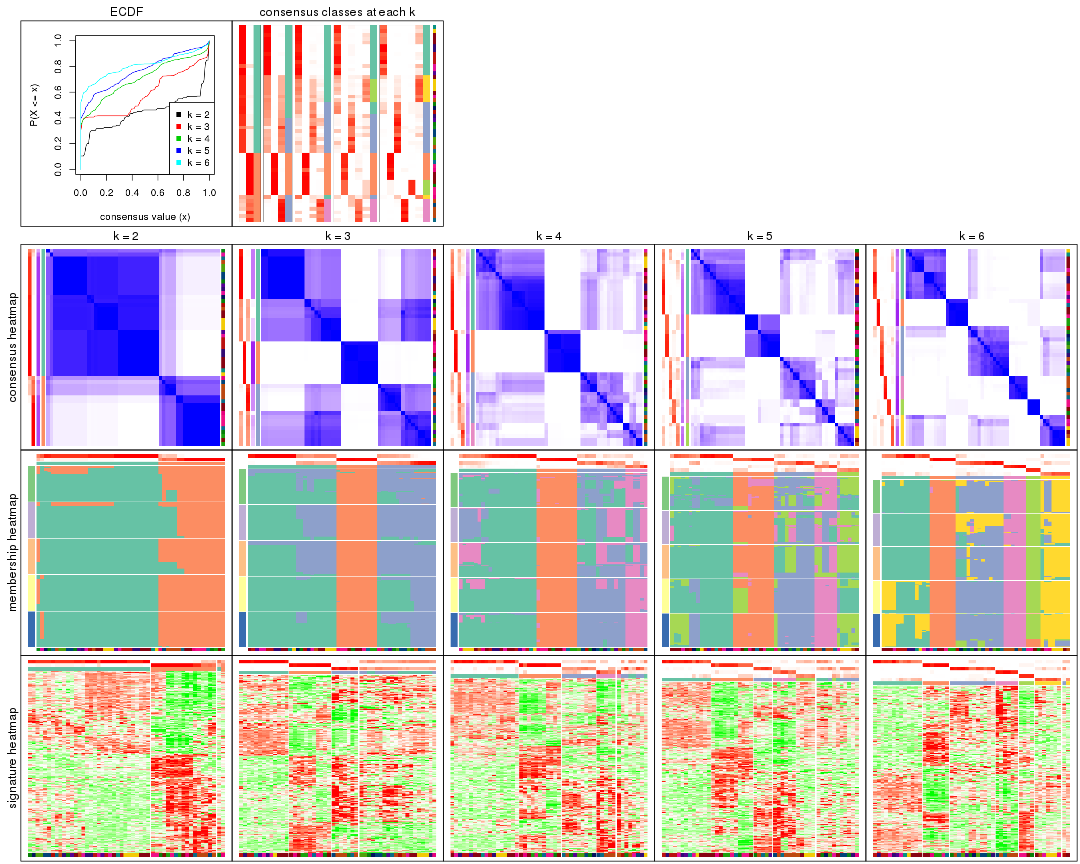 ECDF
consensus classes at each k
P(X <= x)
0.0 0.2 0.4 0.6 0.8 1.0
k = 2
k = 3
k = 4
k = 5
k = 6
0.0 0.2 0.4 0.6 0.8 1.0
consensus value (x)
k = 2
k = 3
k = 4
k = 5
k = 6
consensus heatmap
membership heatmap
signature heatmap